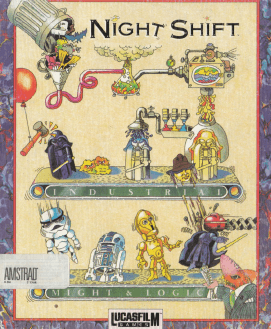 NIGHT SHIFT
INDUSTRIAL
MIGHT & LOGIC
AMSTRAD
LUCASFILM
GAMES